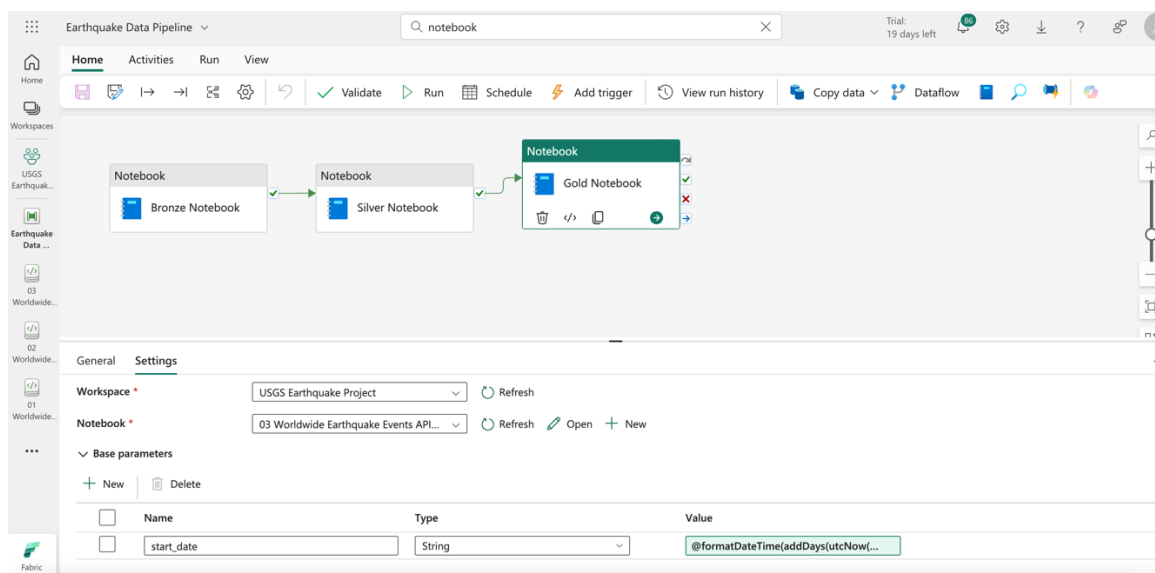 Earthquake Data Pipeline
notebook
Trial:
19 days left
86
Home
Activities
Run
View
Validate
Run
Schedule
Add trigger
View run history
Copy data
Dataflow
Home
Workspaces
USGS
Earthquak...
Earthquake
Data ...
03
Worldwide...
02
Worldwide...
01
Worldwide...
Fabric
Notebook
Bronze Notebook
Notebook
Silver Notebook
Notebook
Gold Notebook
General
Settings
Workspace *
USGS Earthquake Project
Refresh
Notebook *
03 Worldwide Earthquake Events API...
Refresh
Open
New
Base parameters
New
Delete
Name
Type
Value
start_date
String
@formatDateTime(addDays(utcNow(...